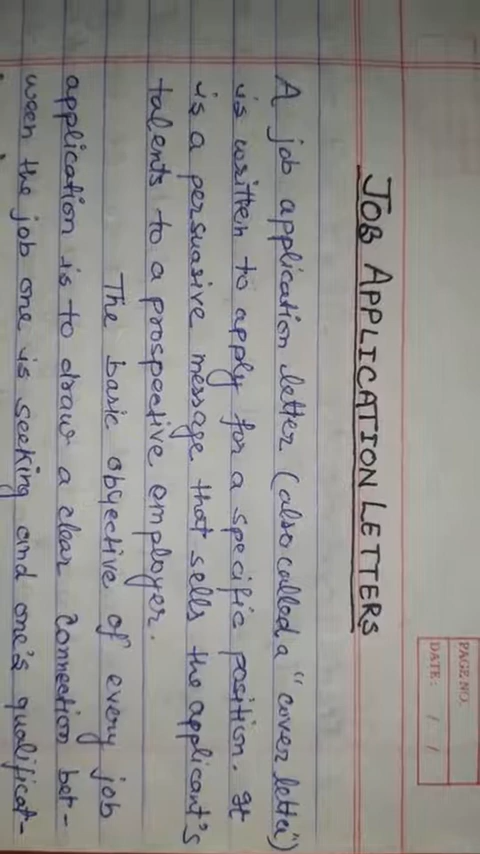 PAGE NO.
DATE: / /
JOB APPLICATION LETTERS
A job application letter (also called a "cover letter")
is written to apply for a specific position. It
is a persuasive message that sells the applicant's
talents to a prospective employer.
The basic objective of every job
application is to draw a clear connection bet-
ween the job one is seeking and one's qualificat-